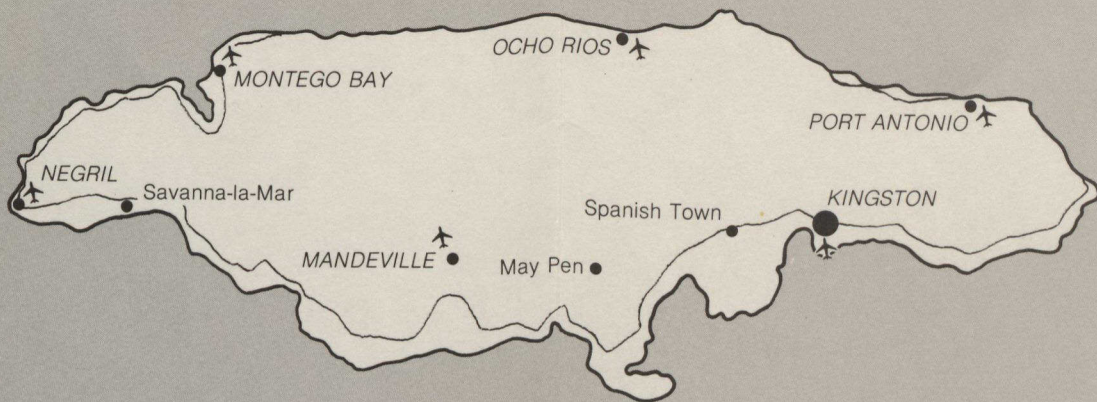 OCHO RIOS
MONTEGO BAY
PORT ANTONIO
NEGRIL
Savanna-la-Mar
KINGSTON
Spanish Town
MANDEVILLE
May Pen